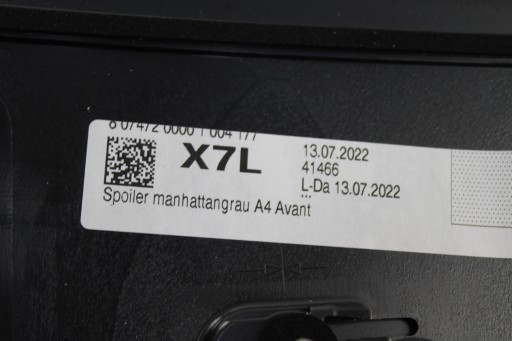 8 07472 0000 1 004 177
X7L
13.07.2022
41466
L-Da 13.07.2022
...
Spoiler manhattangrau A4 Avant